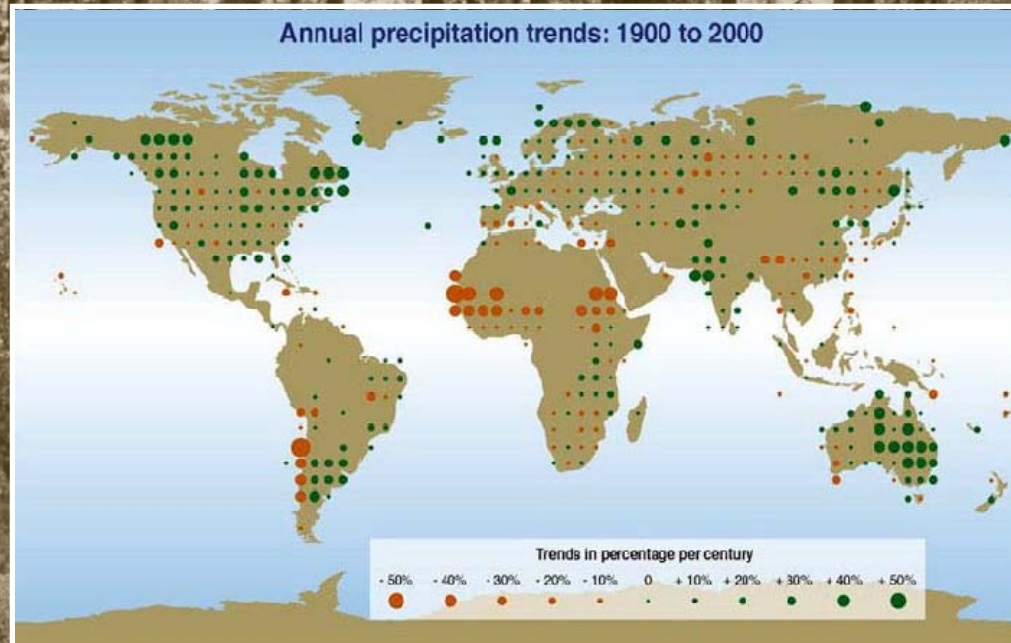 Annual precipitation trends: 1900 to 2000
Trends in percentage per century
- 50% - 40% - 30% - 20% - 10% 0 + 10% + 20% + 30% + 40% + 50%